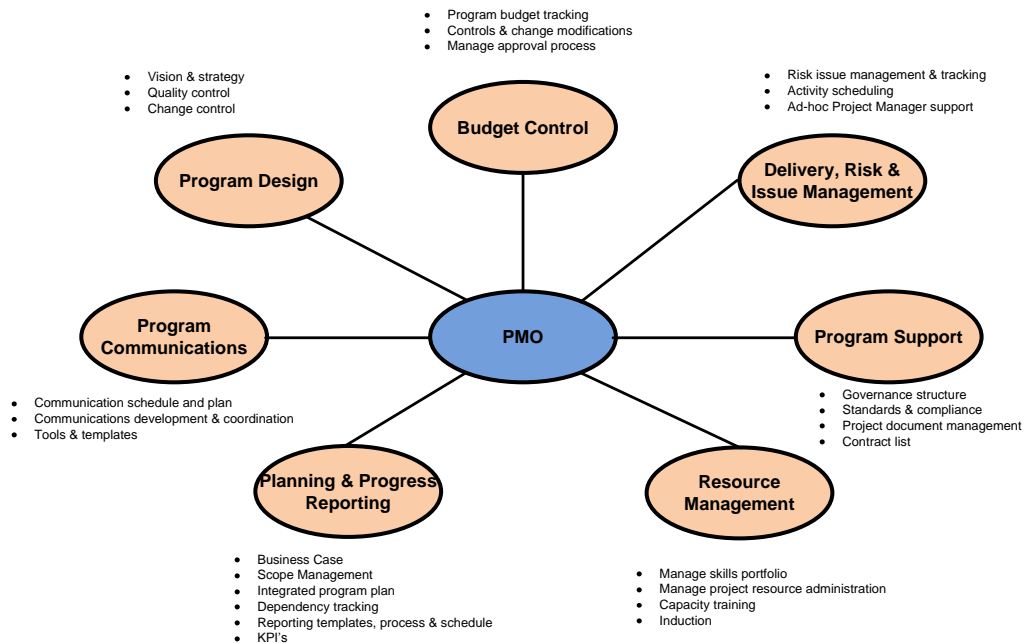 • Program budget tracking
• Controls & change modifications
• Manage approval process
Budget Control
• Vision & strategy
• Quality control
• Change control
Program Design
• Risk issue management & tracking
• Activity scheduling
• Ad-hoc Project Manager support
Delivery, Risk &
Issue Management
PMO
Program
Communications
• Communication schedule and plan
• Communications development & coordination
• Tools & templates
Program Support
• Governance structure
• Standards & compliance
• Project document management
• Contract list
Planning & Progress
Reporting
• Business Case
• Scope Management
• Integrated program plan
• Dependency tracking
• Reporting templates, process & schedule
• KPI's
Resource
Management
• Manage skills portfolio
• Manage project resource administration
• Capacity training
• Induction